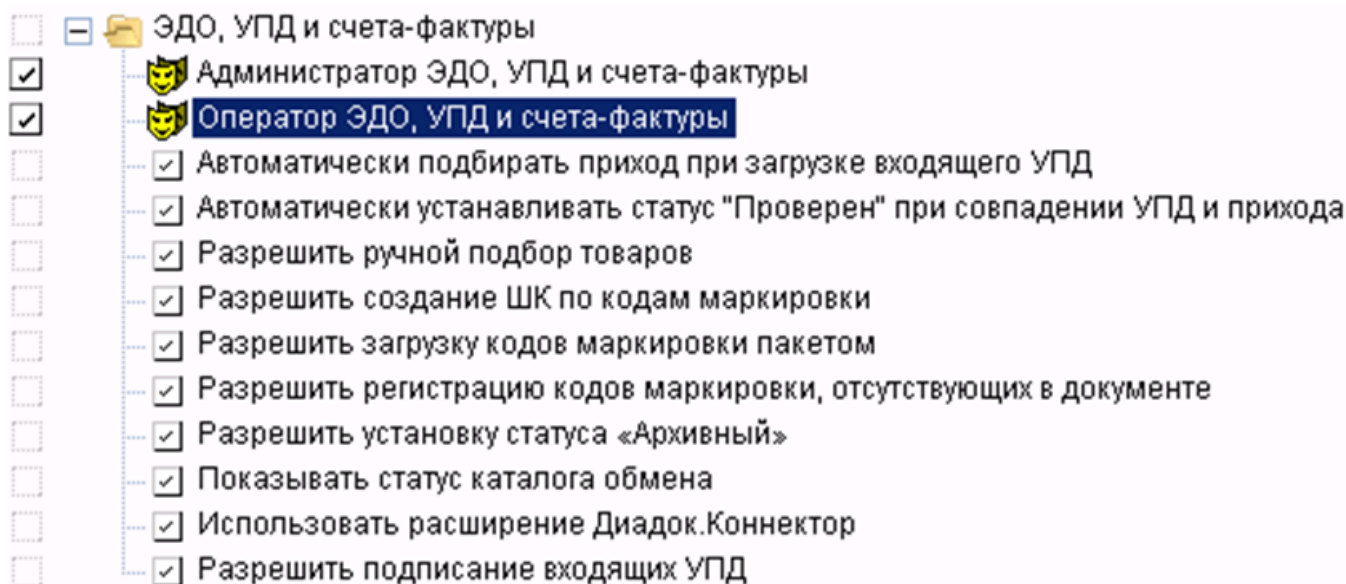 ЭДО, УПД и счета-фактуры
Администратор ЭДО, УПД и счета-фактуры
Оператор ЭДО, УПД и счета-фактуры
Автоматически подбирать приход при загрузке входящего УПД
Автоматически устанавливать статус "Проверен" при совпадении УПД и прихода
Разрешить ручной подбор товаров
Разрешить создание ШК по кодам маркировки
Разрешить загрузку кодов маркировки пакетом
Разрешить регистрацию кодов маркировки, отсутствующих в документе
Разрешить установку статуса «Архивный»
Показывать статус каталога обмена
Использовать расширение Диадок.Коннектор
Разрешить подписание входящих УПД